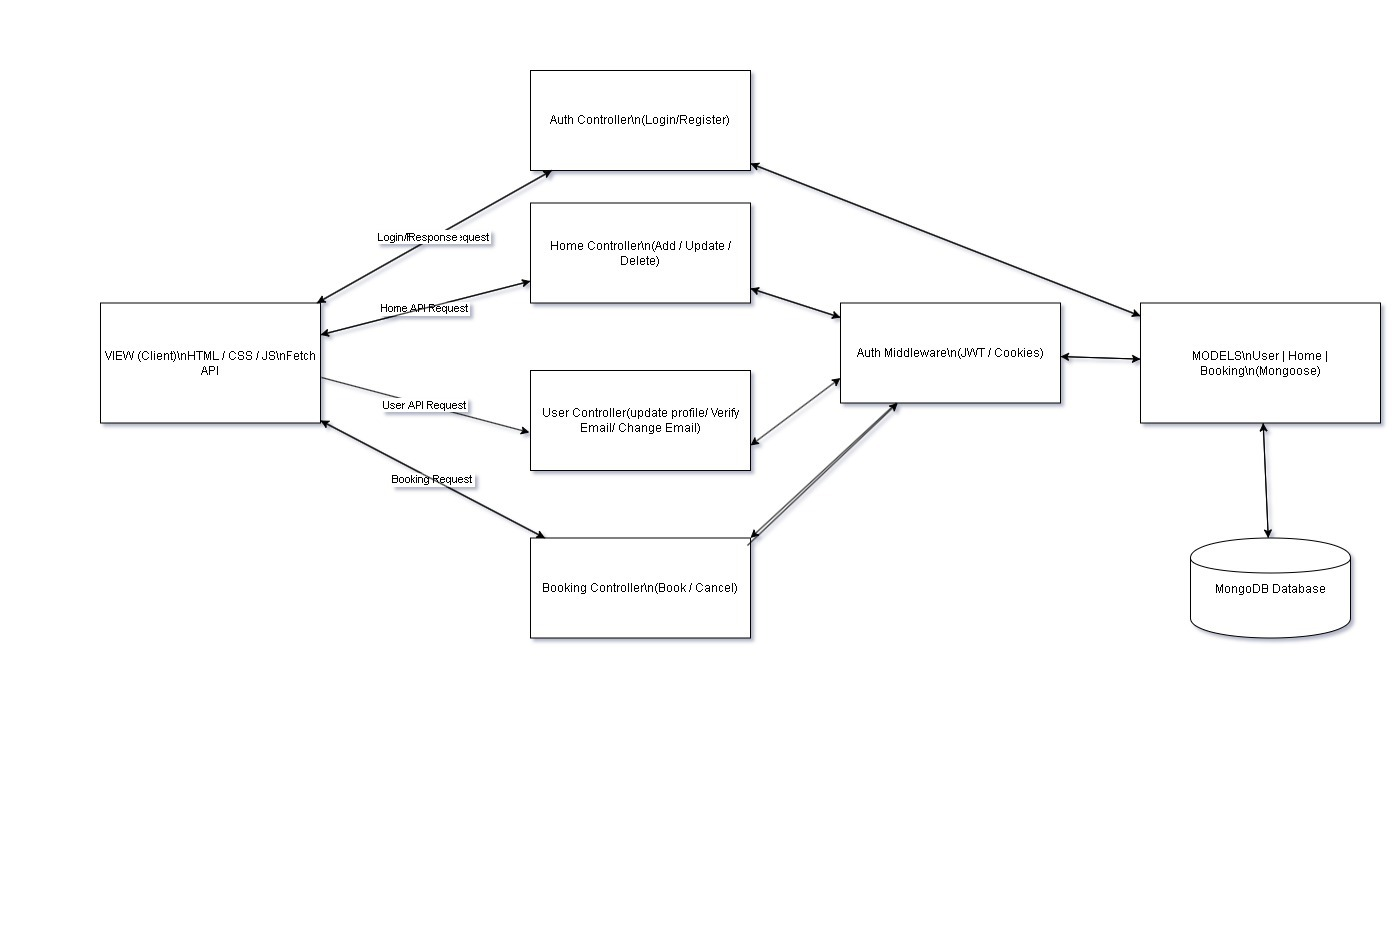 Auth Controller\n(Login/Register)
Login/Response quest
Home Controller\n(Add / Update /
Delete)
Home API Request
VIEW (Client)\nHTML / CSS / JS\nFetch
API
Auth Middleware\n(JWT / Cookies)
MODELS\nUser | Home |
Booking\n(Mongoose)
User API Request
User Controller(update profile/ Verify
Email/ Change Email)
Booking Request
Booking Controller\n(Book / Cancel)
MongoDB Database